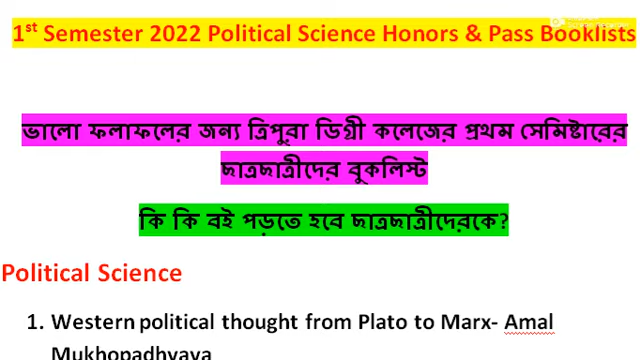 1st Semester 2022 Political Science Honors & Pass Booklists
ভালো ফলাফলের জন্য ত্রিপুরা ডিগ্রী কলেজের প্রথম সেমিষ্টারের
ছাত্রছাত্রীদের বুকলিস্ট
কি কি বই পড়তে হবে ছাত্রছাত্রীদেরকে?
Political Science
1. Western political thought from Plato to Marx- Amal
Mukhopadhyaya